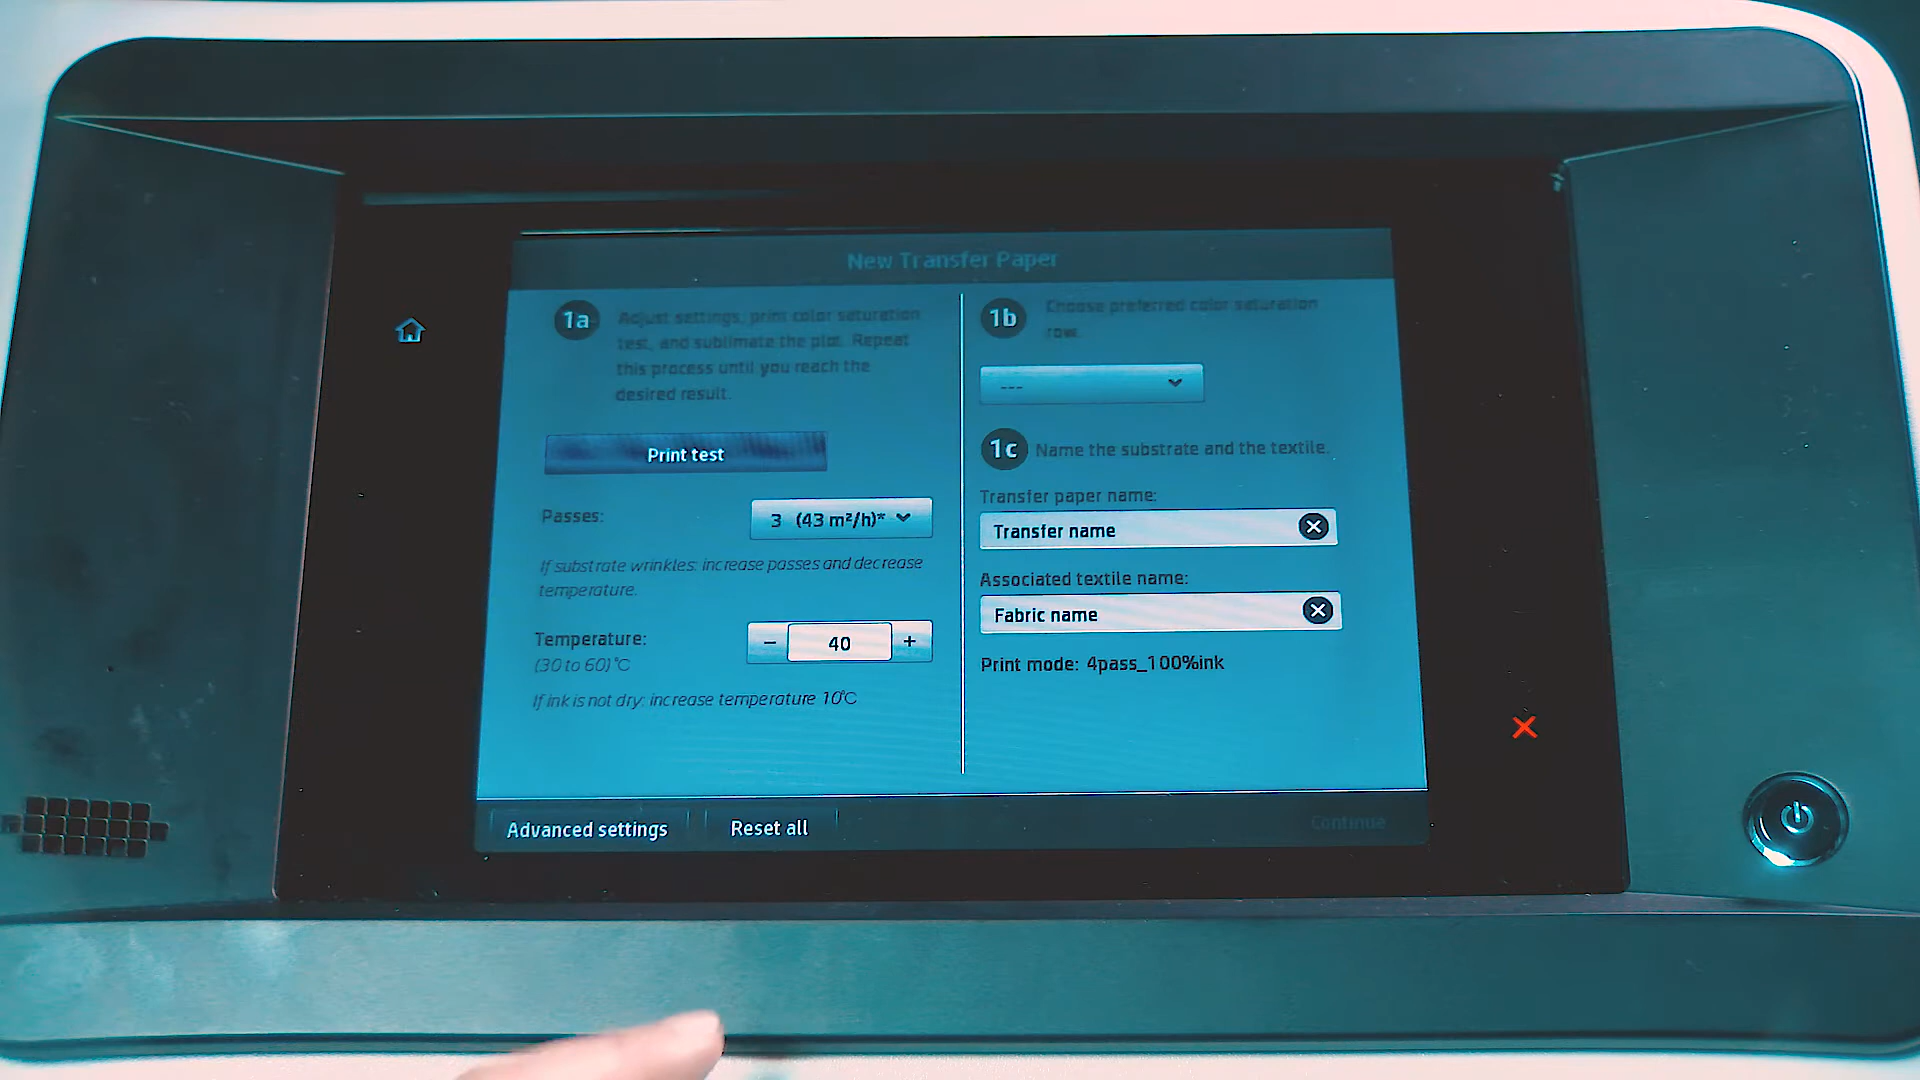 New Transfer Paper
1a
Adjust settings, print color saturation
test, and sublimate the plot. Repeat
this process until you reach the
desired result.
Print test
Passes:
3 (43 m²/h)*
If substrate wrinkles: increase passes and decrease
temperature.
Temperature:
(30 to 60)°C
− 40 +
If ink is not dry: increase temperature 10°C
1b
Choose preferred color saturation
row.
---
1c
Name the substrate and the textile.
Transfer paper name:
Transfer name
Associated textile name:
Fabric name
Print mode: 4pass_100%ink
Advanced settings
Reset all
Continue